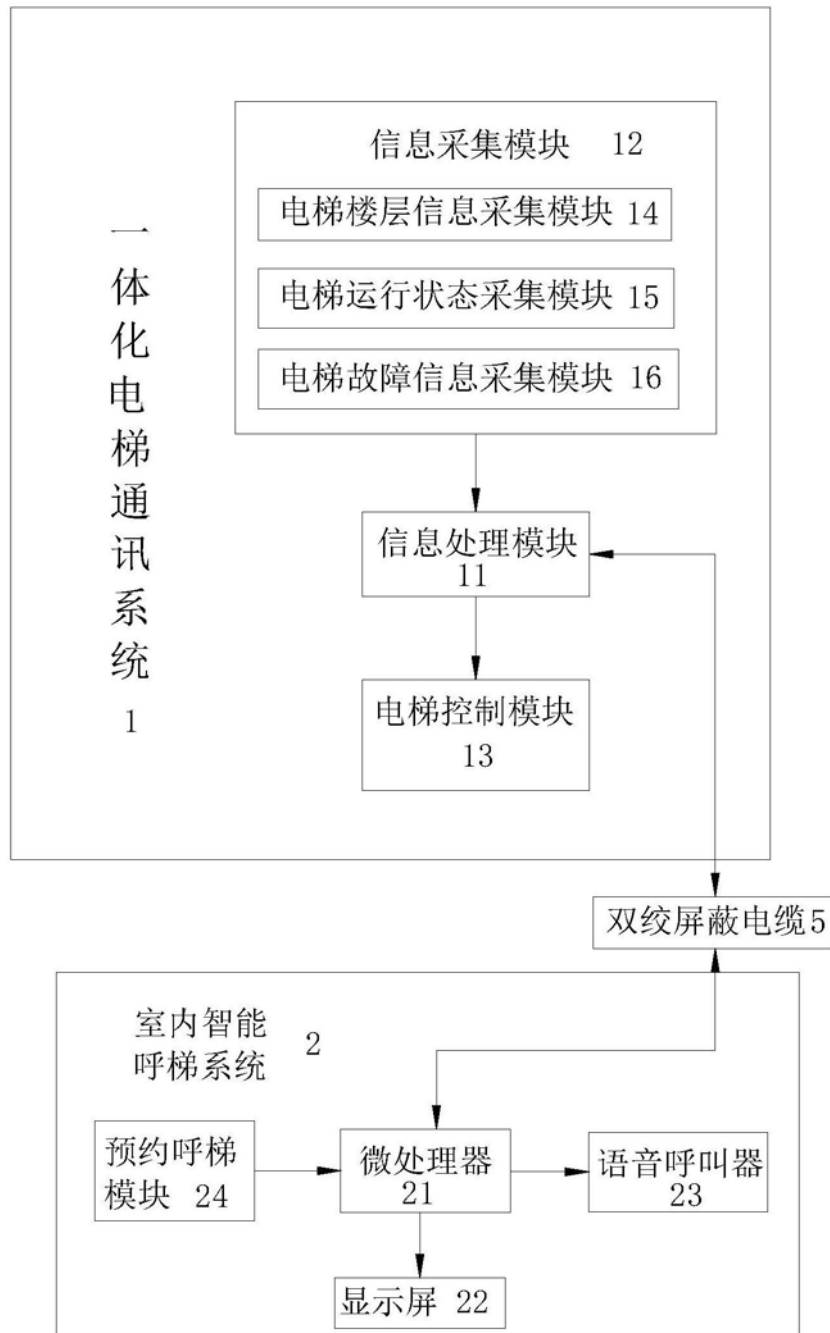 信息采集模块 12
电梯楼层信息采集模块 14
电梯运行状态采集模块 15
电梯故障信息采集模块 16
一体化电梯通讯系统 1
信息处理模块
11
电梯控制模块
13
双绞屏蔽电缆5
室内智能
呼梯系统 2
预约呼梯
模块 24
微处理器
21
语音呼叫器
23
显示屏 22